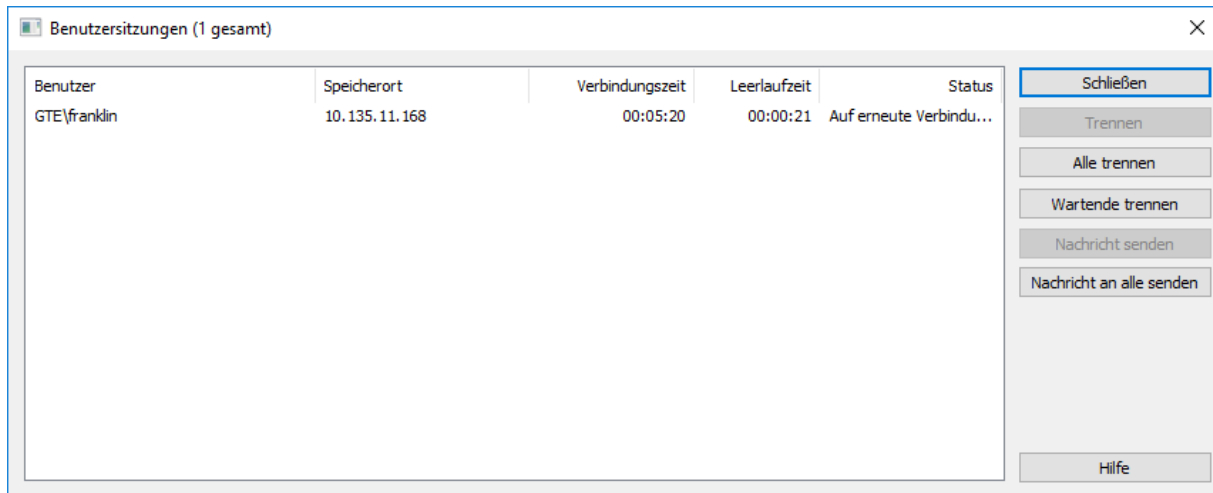 Benutzersitzungen (1 gesamt)
Benutzer Speicherort Verbindungszeit Leerlaufzeit Status
GTE\franklin 10.135.11.168 00:05:20 00:00:21 Auf erneute Verbindu...
Schließen
Trennen
Alle trennen
Wartende trennen
Nachricht senden
Nachricht an alle senden
Hilfe